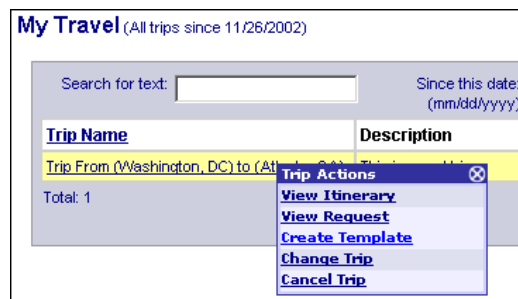 My Travel (All trips since 11/26/2002)
Search for text: Since this date:
(mm/dd/yyyy)
Trip Name Description
Trip From (Washington, DC) to
Trip Actions
View Itinerary
View Request
Create Template
Change Trip
Cancel Trip
Total: 1